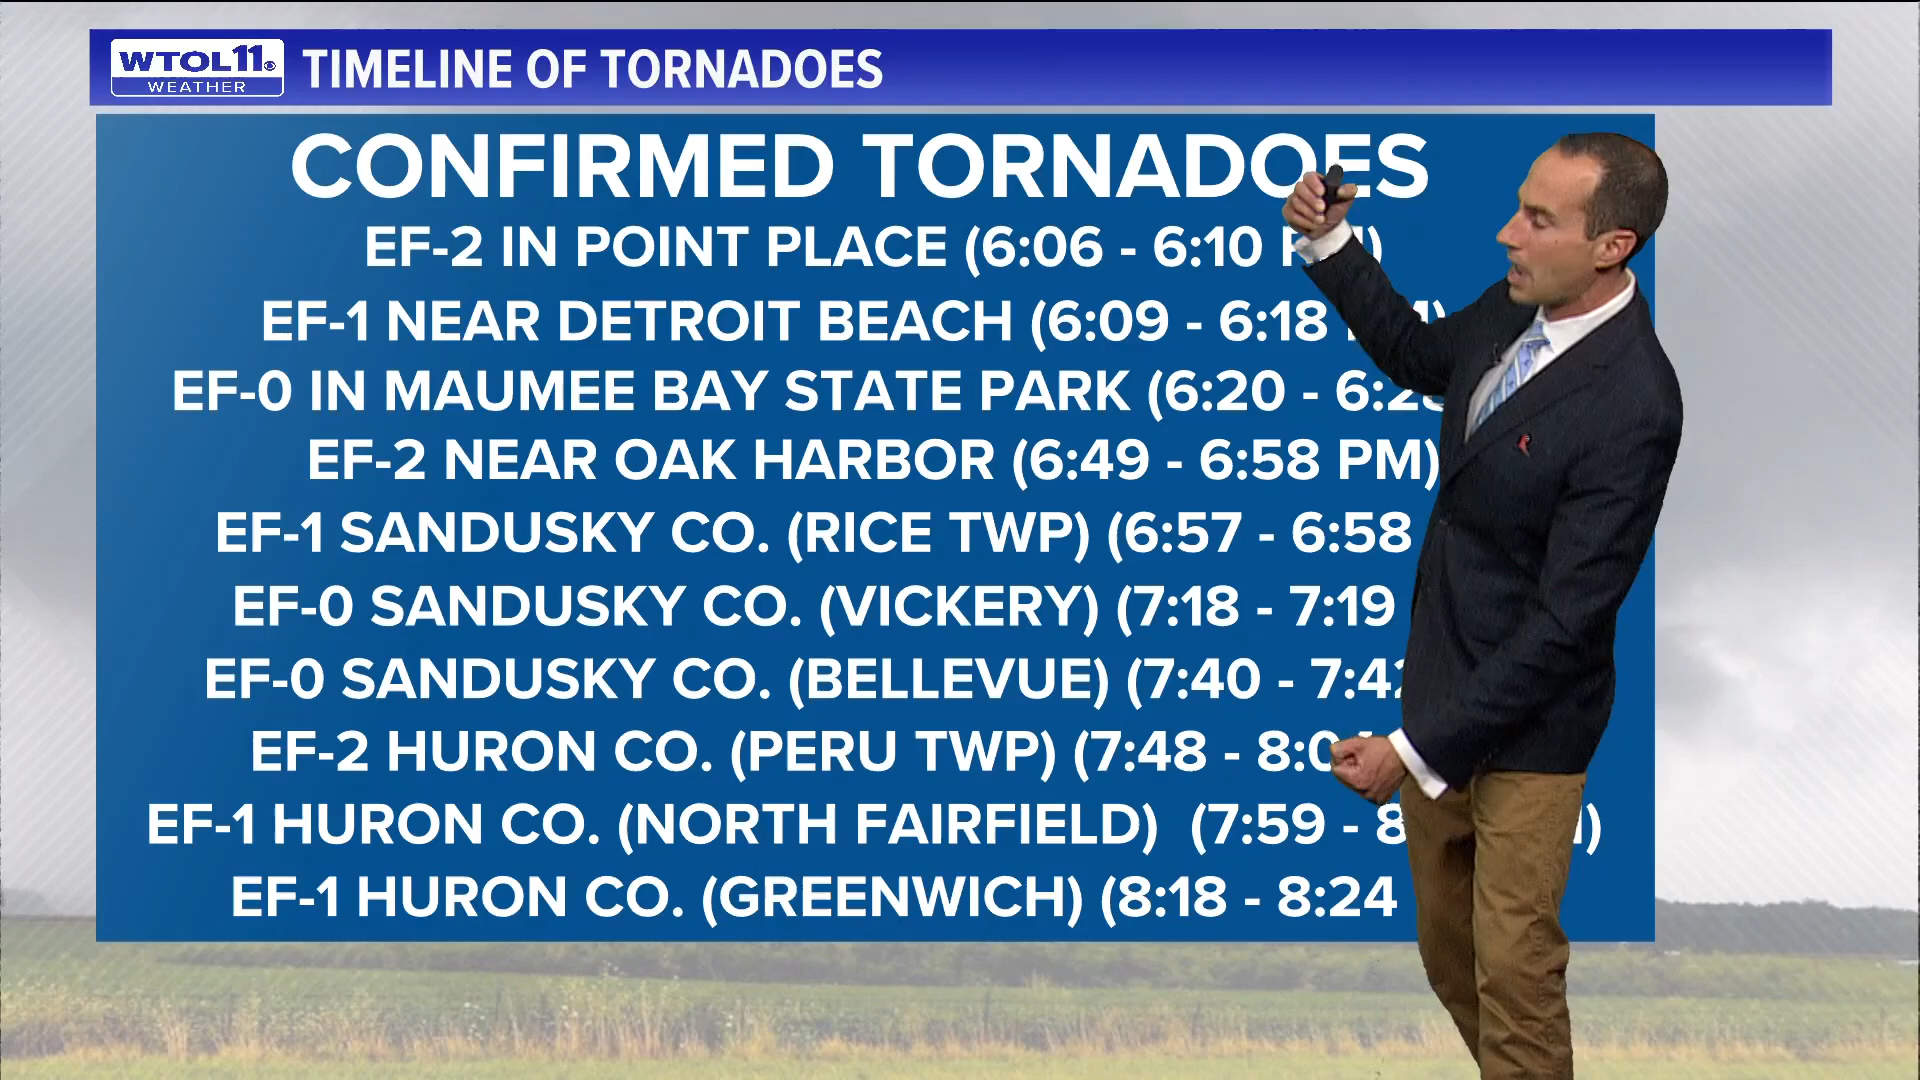 WTOL11
WEATHER
TIMELINE OF TORNADOES
CONFIRMED TORNADOES
EF-2 IN POINT PLACE (6:06 - 6:10
EF-1 NEAR DETROIT BEACH (6:09 - 6:18
EF-0 IN MAUMEE BAY STATE PARK (6:20 -
EF-2 NEAR OAK HARBOR (6:49 - 6:58 PM)
EF-1 SANDUSKY CO. (RICE TWP) (6:57 - 6:58
EF-0 SANDUSKY CO. (VICKERY) (7:18 - 7:19
EF-0 SANDUSKY CO. (BELLEVUE) (7:40 - 7:42
EF-2 HURON CO. (PERU TWP) (7:48 -
EF-1 HURON CO. (NORTH FAIRFIELD) (7:59 -
EF-1 HURON CO. (GREENWICH) (8:18 - 8:24